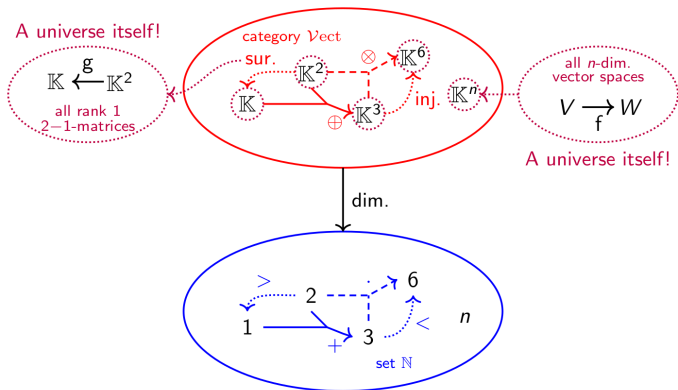 A universe itself!
𝕂 g 𝕂²
all rank 1
2−1-matrices
category 𝒱ect
sur.
⊗
𝕂⁶
𝕂²
𝕂
𝕂³
⊕
inj.
𝕂ⁿ
all n-dim.
vector spaces
V f W
A universe itself!
dim.
>
2
·
6
1
3
+
<
n
set ℕ